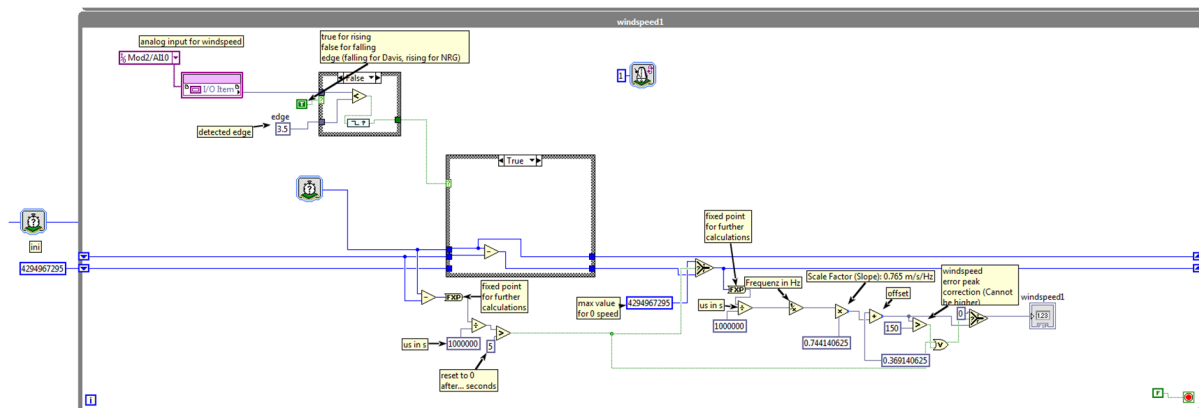 windspeed1
analog input for windspeed
Mod2/AI10
I/O Item
true for rising
false for falling
edge (falling for Davis, rising for NRG)
False
1
edge
3.5
detected edge
True
ini
4294967295
fixed point
for further
calculations
FXP
us in s
1000000
5
reset to 0
after... seconds
max value
for 0 speed
4294967295
fixed point
for further
calculations
FXP
us in s
1000000
Frequenz in Hz
Scale Factor (Slope): 0.765 m/s/Hz
0.744140625
offset
0.369140625
150
windspeed
error peak
correction (Cannot
be higher)
0
windspeed1
123
i
F